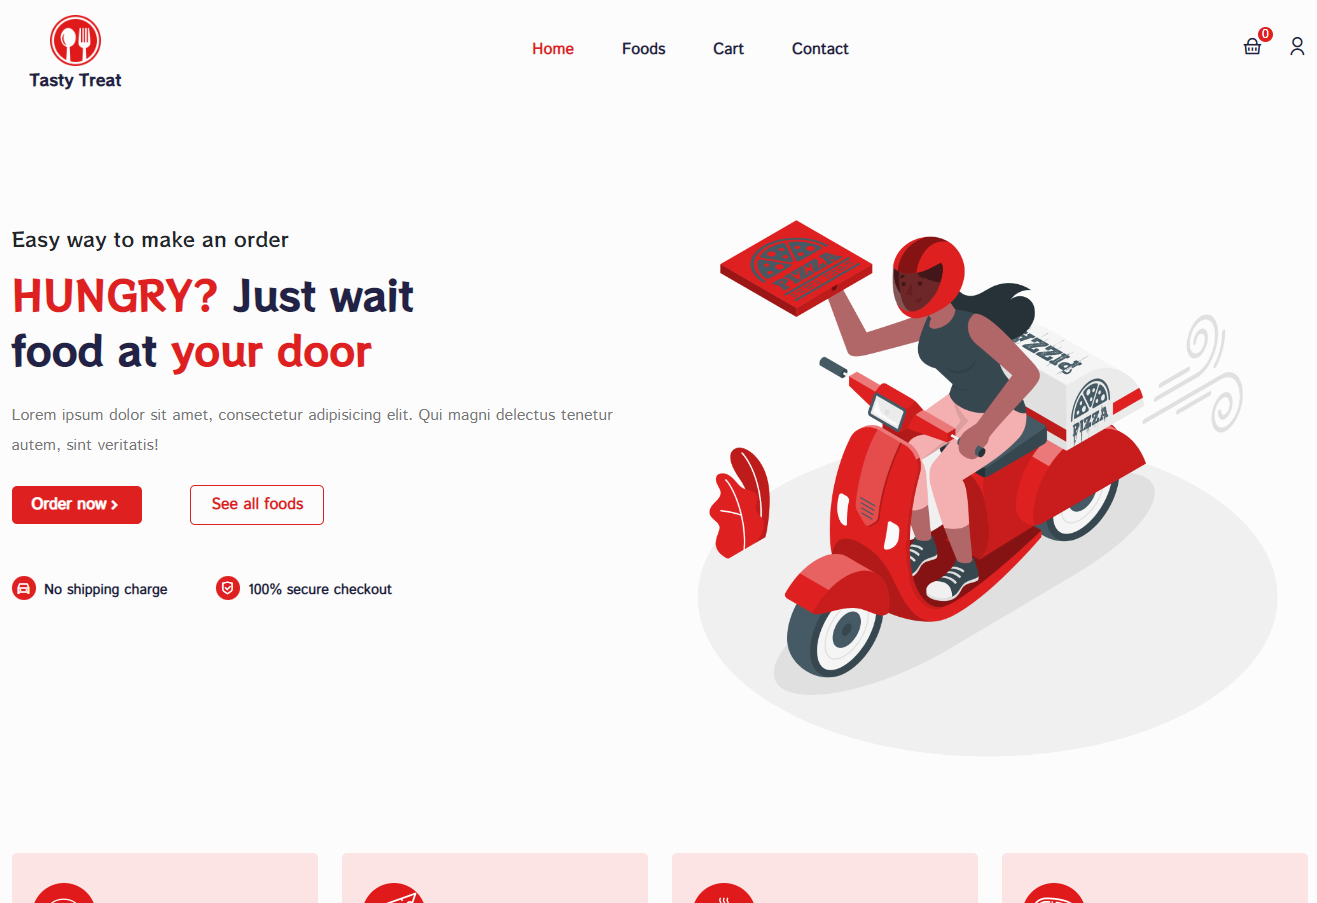 Tasty Treat
Home
Foods
Cart
Contact
0
Easy way to make an order
HUNGRY? Just wait
food at your door
Lorem ipsum dolor sit amet, consectetur adipisicing elit. Qui magni delectus tenetur
autem, sint veritatis!
Order now
See all foods
No shipping charge
100% secure checkout
PIZZA
PIZZA
PIZZA